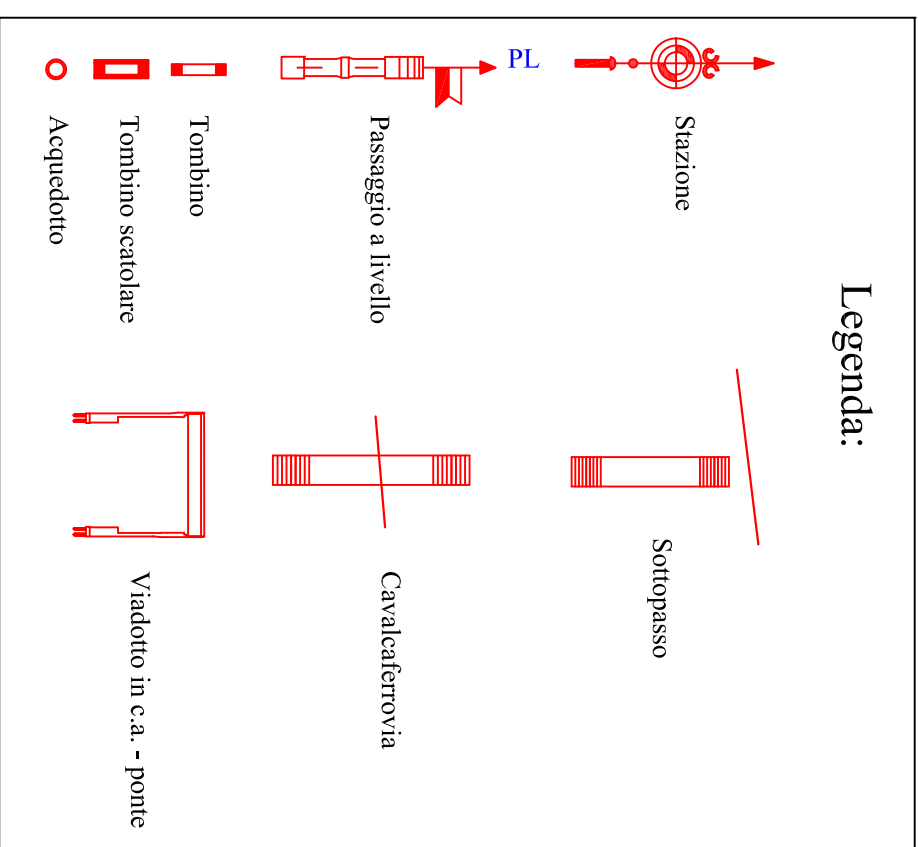 Legenda:
Stazione
Sottopasso
PL
Passaggio a livello
Cavalcaferrovia
Tombino
Tombino scatolare
Acquedotto
Viadotto in c.a. - ponte